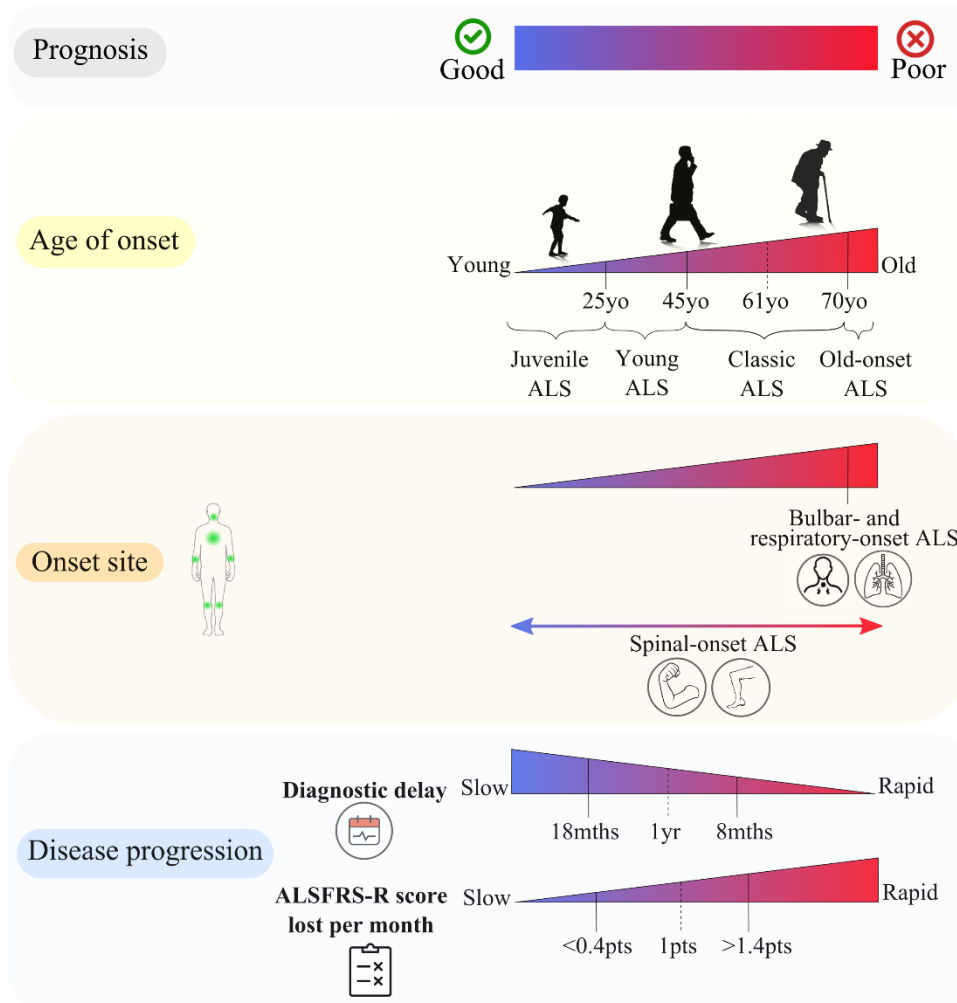 Prognosis
Good
Poor
Age of onset
Young
Old
25yo
45yo
61yo
70yo
Juvenile
ALS
Young
ALS
Classic
ALS
Old-onset
ALS
Onset site
Bulbar- and
respiratory-onset ALS
Spinal-onset ALS
Disease progression
Diagnostic delay
Slow
Rapid
18mths
1yr
8mths
ALSFRS-R score
lost per month
Slow
Rapid
<0.4pts
1pts
>1.4pts